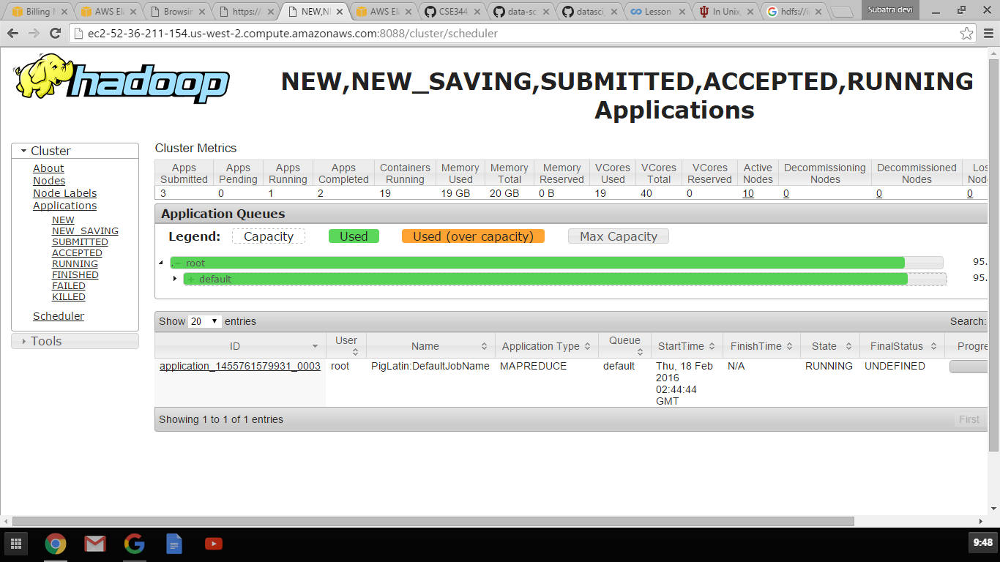 Billing M
AWS Ela
Browsin
https://
NEW,NE
AWS Ela
CSE344
data-sc
datasci
Lesson
In Unix,
hdfs://i
Subatra devi
ec2-52-36-211-154.us-west-2.compute.amazonaws.com:8088/cluster/scheduler
hadoop
NEW,NEW_SAVING,SUBMITTED,ACCEPTED,RUNNING
Applications
Cluster
About
Nodes
Node Labels
Applications
NEW
NEW_SAVING
SUBMITTED
ACCEPTED
RUNNING
FINISHED
FAILED
KILLED
Scheduler
Tools
Cluster Metrics
Apps Submitted Apps Pending Apps Running Apps Completed Containers Running Memory Used Memory Total Memory Reserved VCores Used VCores Total VCores Reserved Active Nodes Decommissioning Nodes Decommissioned Nodes Los Node
3 0 1 2 19 19 GB 20 GB 0 B 19 40 0 10 0 0 0
Application Queues
Legend: Capacity Used Used (over capacity) Max Capacity
root 95.
default 95.
Show 20 entries Search:
ID User Name Application Type Queue StartTime FinishTime State FinalStatus Progre
application_1455761579931_0003 root PigLatin:DefaultJobName MAPREDUCE default Thu, 18 Feb N/A RUNNING UNDEFINED
2016
02:44:44
GMT
Showing 1 to 1 of 1 entries First
9:48